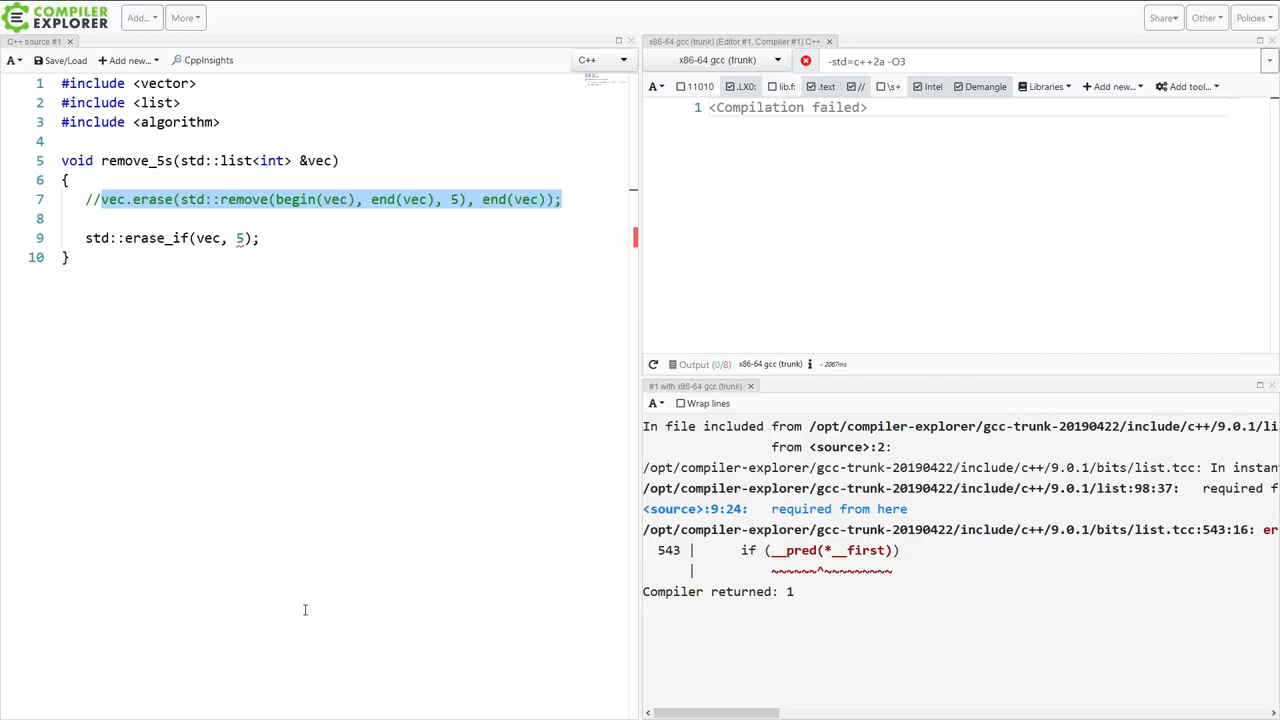 COMPILER EXPLORER
Add... More
Share Other Policies
C++ source #1
A Save/Load + Add new... CppInsights C++
1 #include <vector>
2 #include <list>
3 #include <algorithm>
4
5 void remove_5s(std::list<int> &vec)
6 {
7 //vec.erase(std::remove(begin(vec), end(vec), 5), end(vec));
8
9 std::erase_if(vec, 5);
10 }
x86-64 gcc (trunk) (Editor #1, Compiler #1) C++
x86-64 gcc (trunk) -std=c++2a -O3
A 11010 .LX0: lib.f: .text // \s+ Intel Demangle Libraries + Add new... Add tool...
1 <Compilation failed>
Output (0/8) x86-64 gcc (trunk) i - 2067ms
#1 with x86-64 gcc (trunk)
A Wrap lines
In file included from /opt/compiler-explorer/gcc-trunk-20190422/include/c++/9.0.1/li
from <source>:2:
/opt/compiler-explorer/gcc-trunk-20190422/include/c++/9.0.1/bits/list.tcc: In instan
/opt/compiler-explorer/gcc-trunk-20190422/include/c++/9.0.1/list:98:37: required f
<source>:9:24: required from here
/opt/compiler-explorer/gcc-trunk-20190422/include/c++/9.0.1/bits/list.tcc:543:16: er
543 | if (__pred(*__first))
| ~~~~~~^~~~~~~~~~
Compiler returned: 1